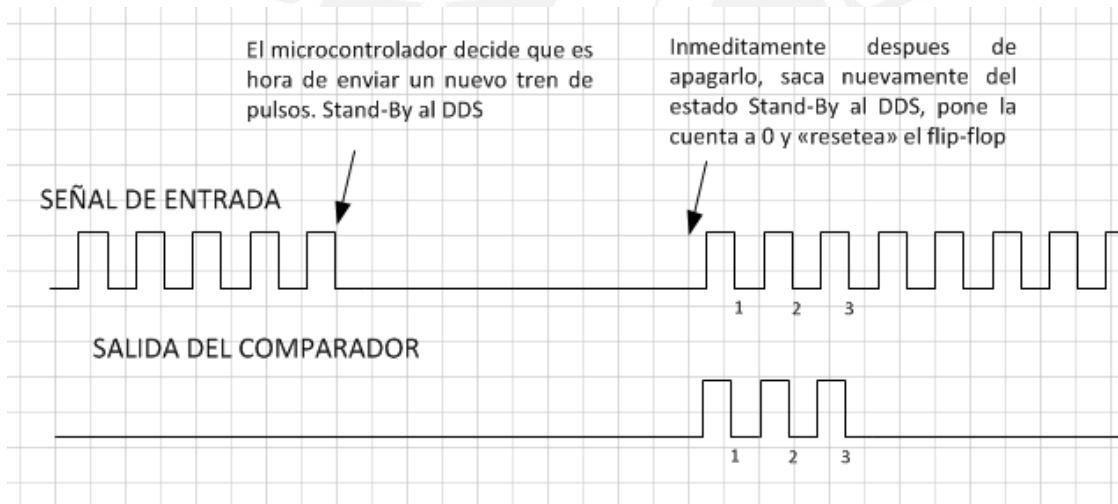 El microcontrolador decide que es
hora de enviar un nuevo tren de
pulsos. Stand-By al DDS
Inmeditamente despues de
apagarlo, saca nuevamente del
estado Stand-By al DDS, pone la
cuenta a 0 y «resetea» el flip-flop
SEÑAL DE ENTRADA
1 2 3
SALIDA DEL COMPARADOR
1 2 3